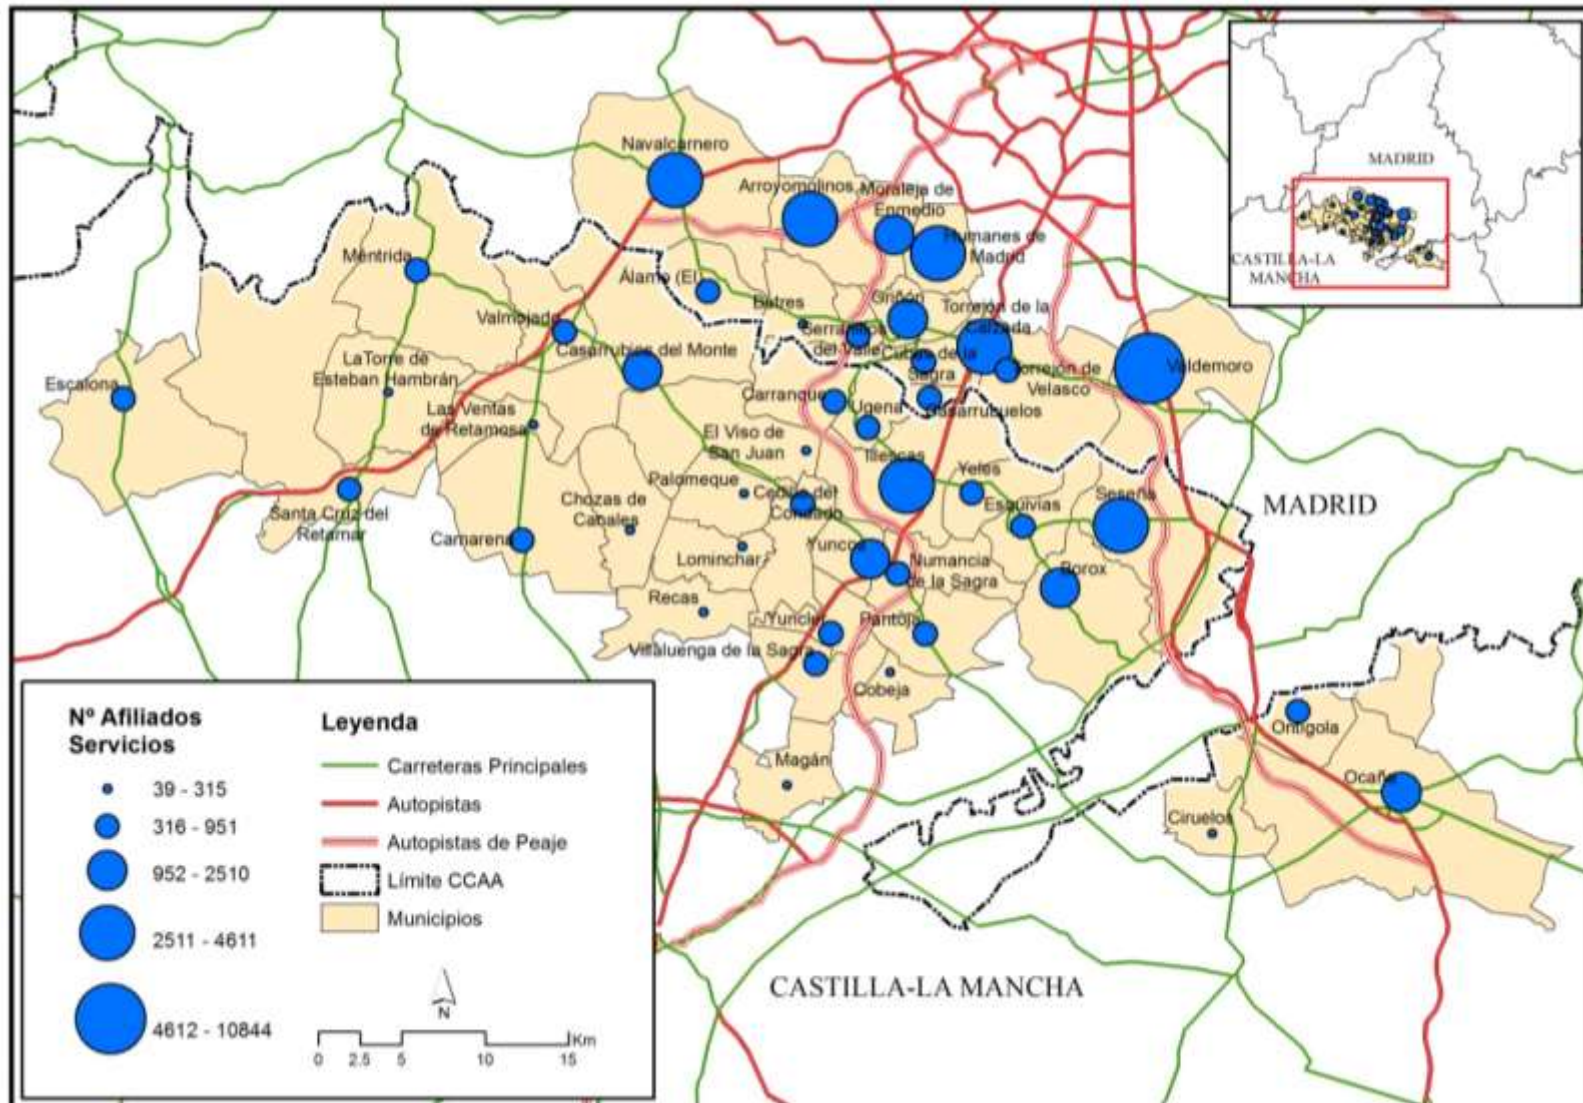 Navalcarnero
Arroyomolinos
Moraleja de
Enmedio
Humanes de
Madrid
MADRID
CASTILLA-LA
MANCHA
Méntrida
Álamo (El)
Batres
Griñón
Serranillos
del Valle
Torrejón de la
Calzada
Cubas de la
Sagra
Torrejón de
Velasco
Valdemoro
Valmojado
Casarrubios del Monte
LaTorre de
Esteban Hambrán
Escalona
Las Ventas
de Retamosa
Carranque
Ugena
Casarrubuelos
El Viso de
San Juan
Illescas
Yeles
Palomeque
Cedillo del
Condado
Esquivias
Seseña
MADRID
Santa Cruz del
Retamar
Chozas de
Canales
Camarena
Lominchar
Yuncos
Numancia
de la Sagra
Borox
Recas
Yuncler
Pantoja
Villaluenga de la Sagra
Cobeja
Magán
Ontígola
Ocaña
Ciruelos
CASTILLA-LA MANCHA
Nº Afiliados
Servicios
39 - 315
316 - 951
952 - 2510
2511 - 4611
4612 - 10844
Leyenda
Carreteras Principales
Autopistas
Autopistas de Peaje
Límite CCAA
Municipios
N
Km
0 2.5 5 10 15